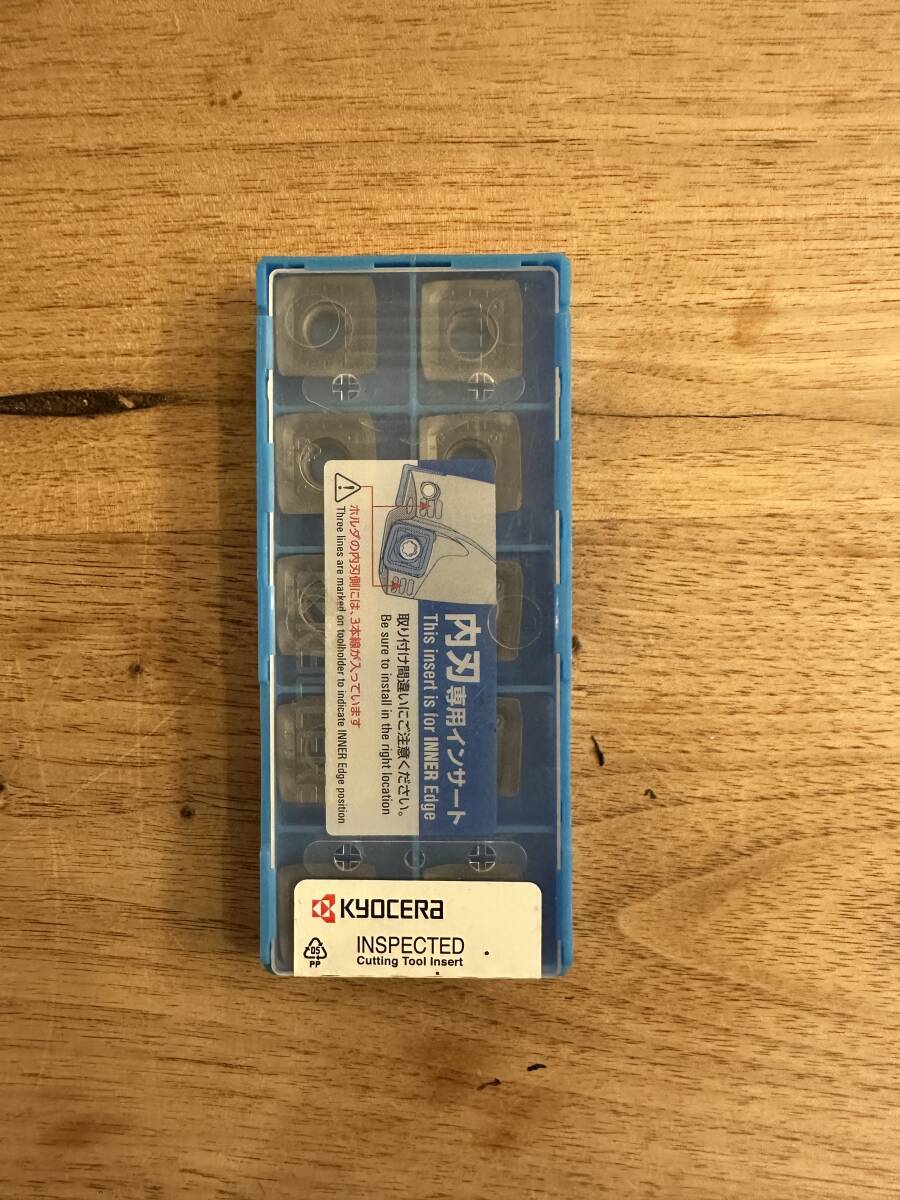 内刃専用インサート
This insert is for INNER Edge
取り付け間違いにご注意ください。
Be sure to install in the right location
ホルダの内刃側には、3本線が入っています
Three lines are marked on toolholder to indicate INNER Edge position
KYOCERA
INSPECTED
Cutting Tool Insert
05
PP